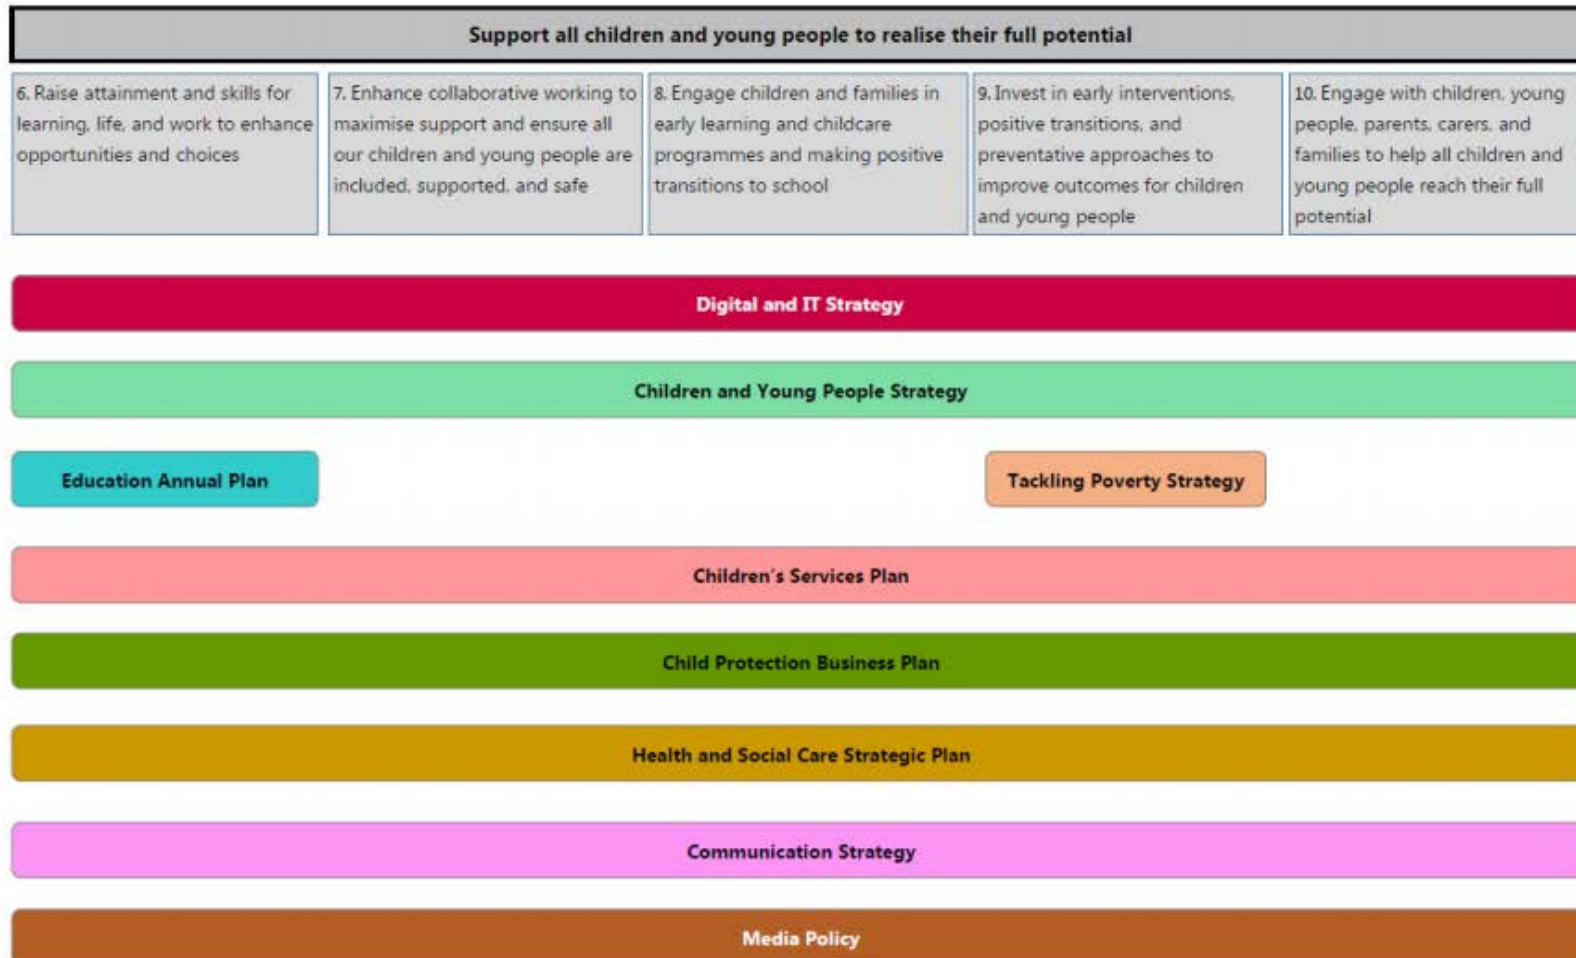 Support all children and young people to realise their full potential
6. Raise attainment and skills for
learning, life, and work to enhance
opportunities and choices
7. Enhance collaborative working to
maximise support and ensure all
our children and young people are
included, supported, and safe
8. Engage children and families in
early learning and childcare
programmes and making positive
transitions to school
9. Invest in early interventions,
positive transitions, and
preventative approaches to
improve outcomes for children
and young people
10. Engage with children, young
people, parents, carers, and
families to help all children and
young people reach their full
potential
Digital and IT Strategy
Children and Young People Strategy
Education Annual Plan
Tackling Poverty Strategy
Children's Services Plan
Child Protection Business Plan
Health and Social Care Strategic Plan
Communication Strategy
Media Policy